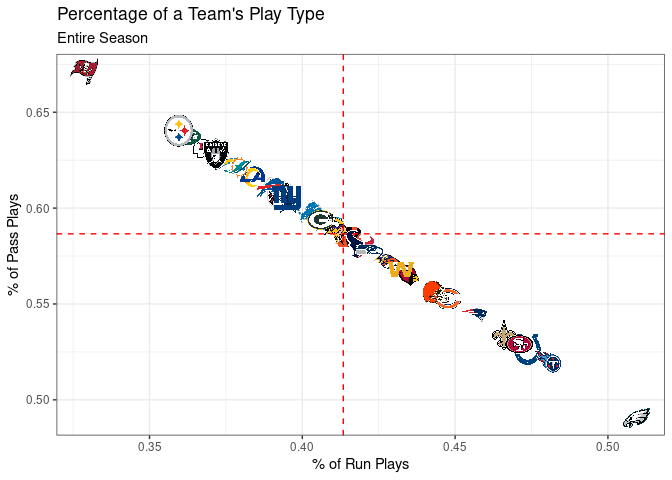 Percentage of a Team's Play Type
Entire Season
% of Pass Plays
0.65
0.60
0.55
0.50
0.35
0.40
0.45
0.50
% of Run Plays